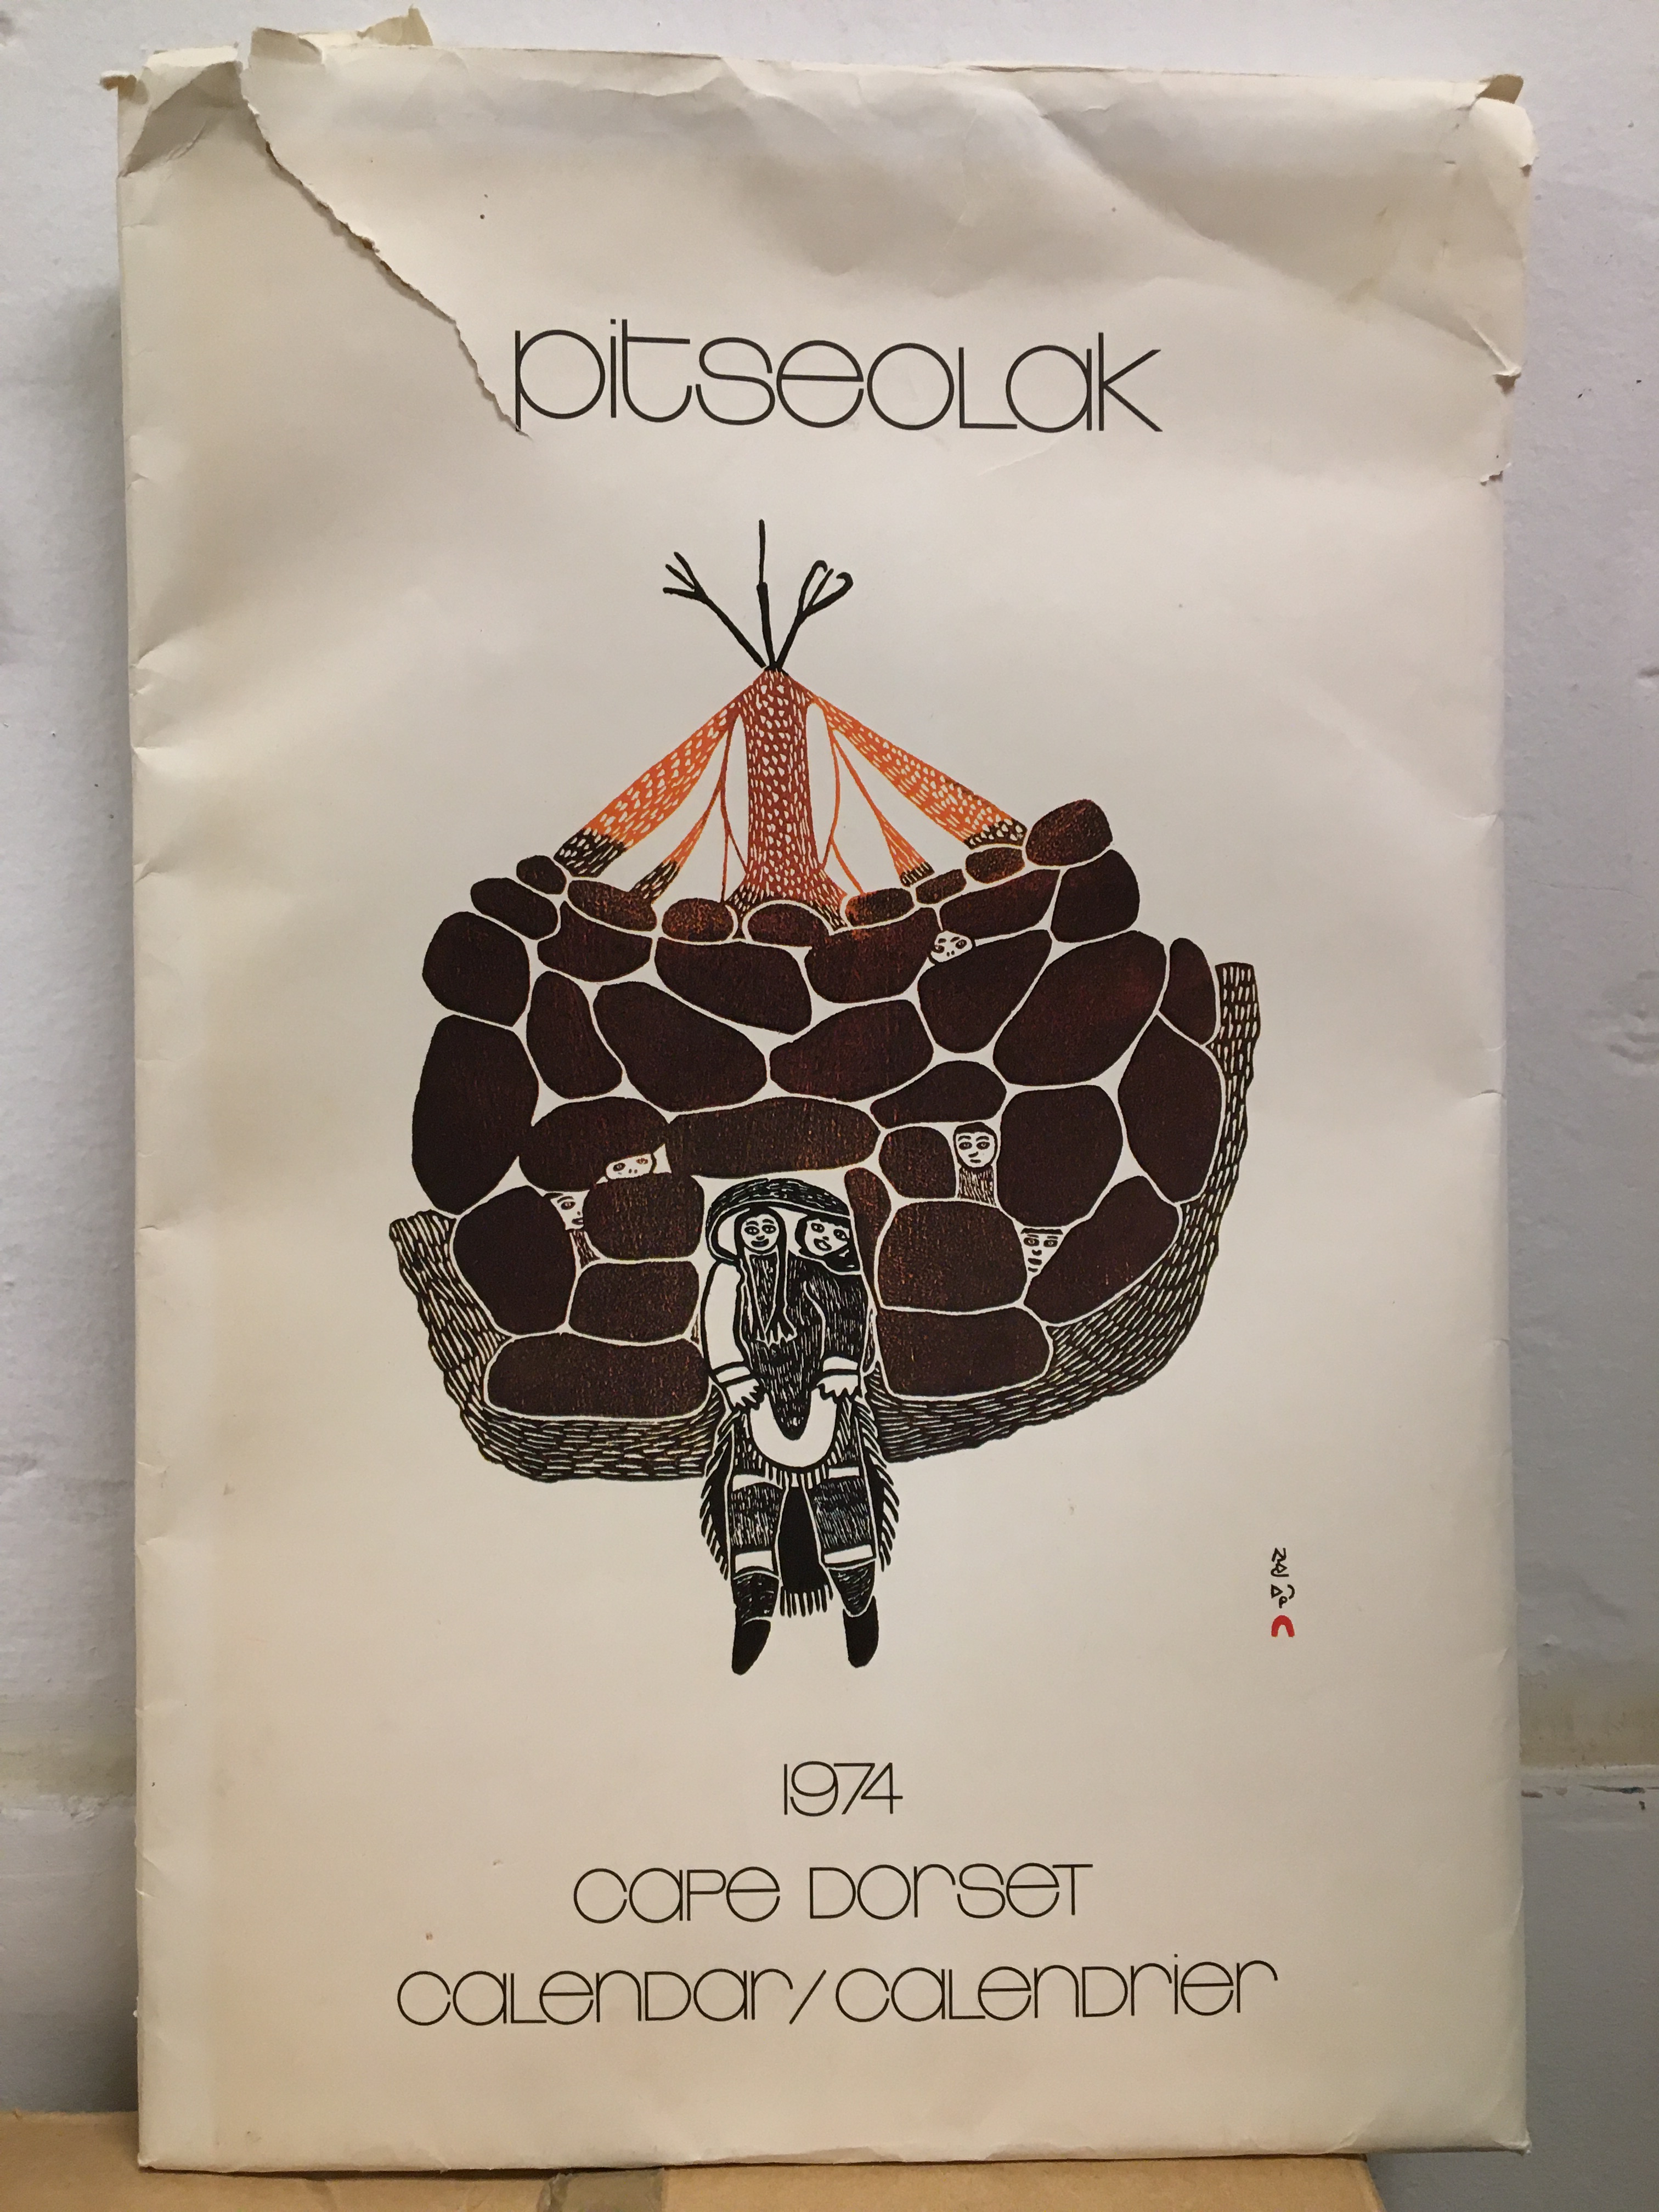 pitseolak
1974
cape dorset
calendar/calendrier